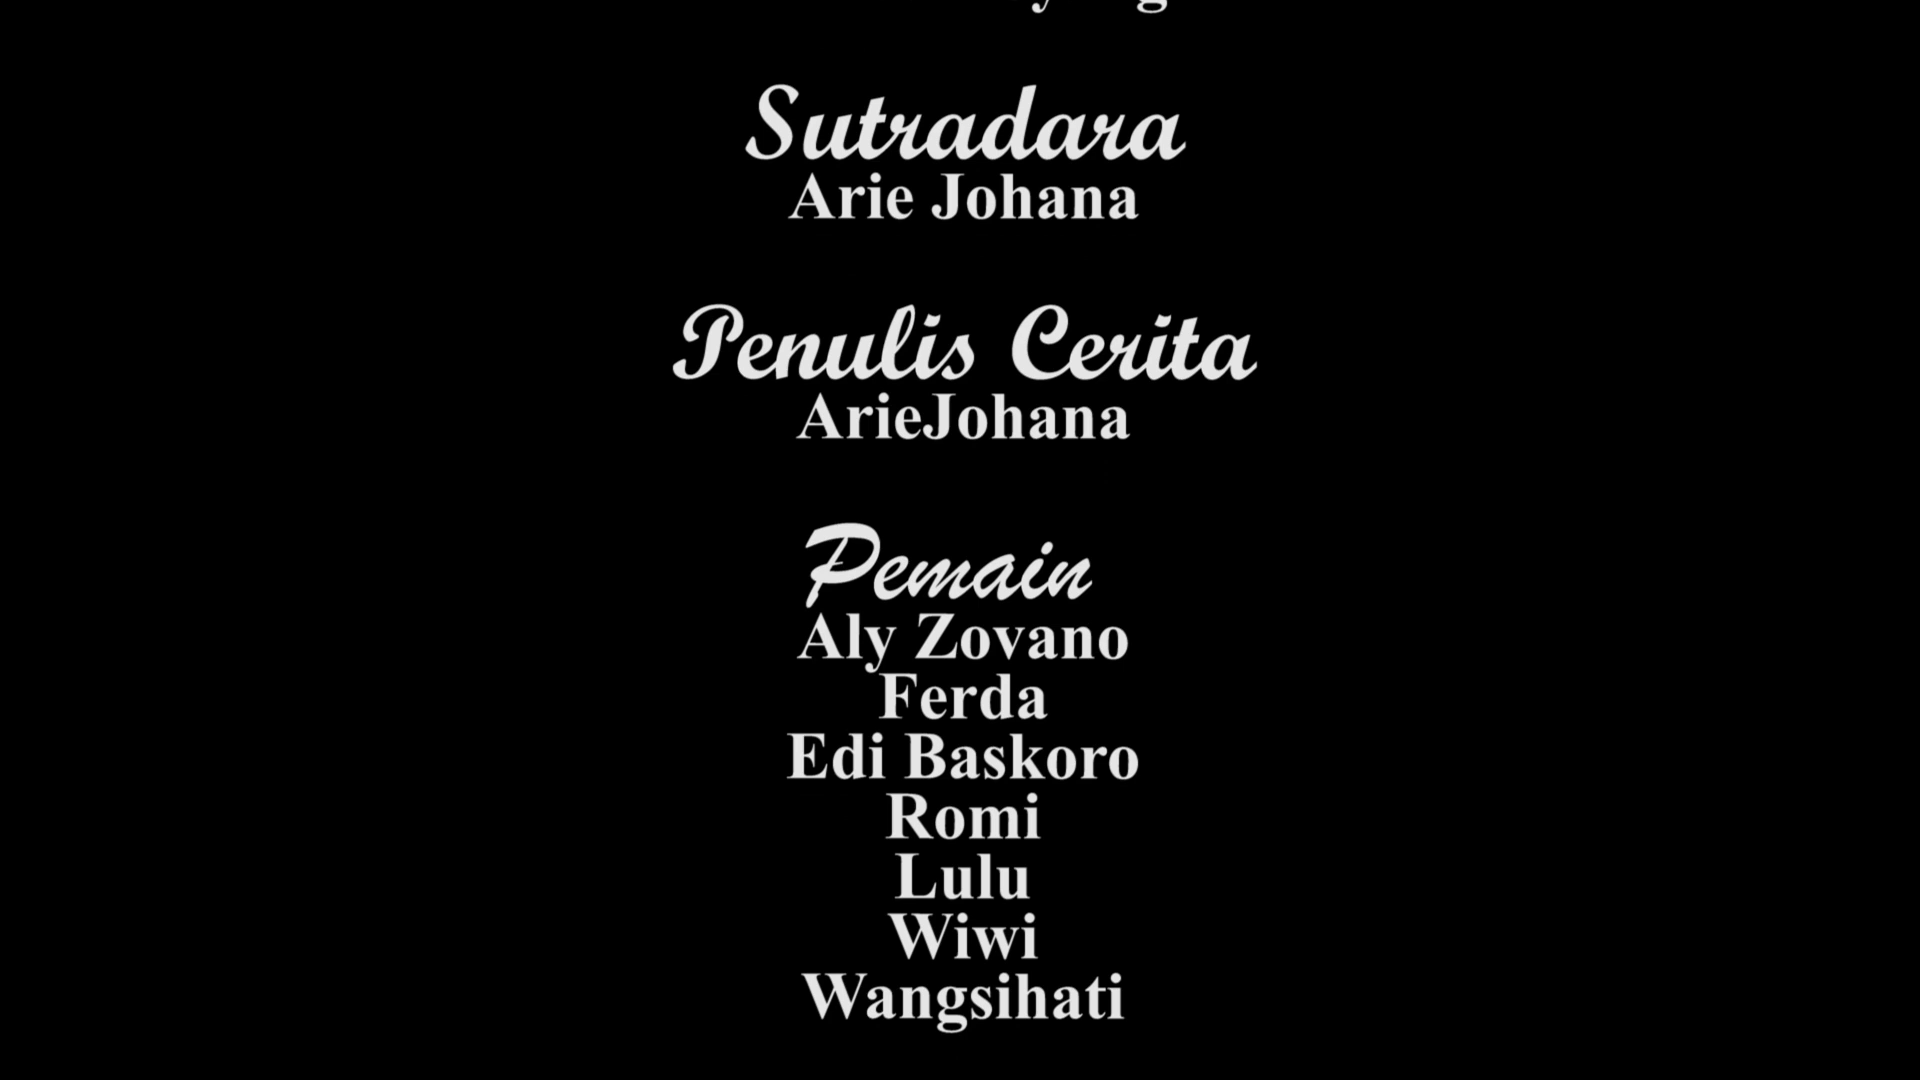 Sutradara
Arie Johana
Penulis Cerita
ArieJohana
Pemain
Aly Zovano
Ferda
Edi Baskoro
Romi
Lulu
Wiwi
Wangsihati